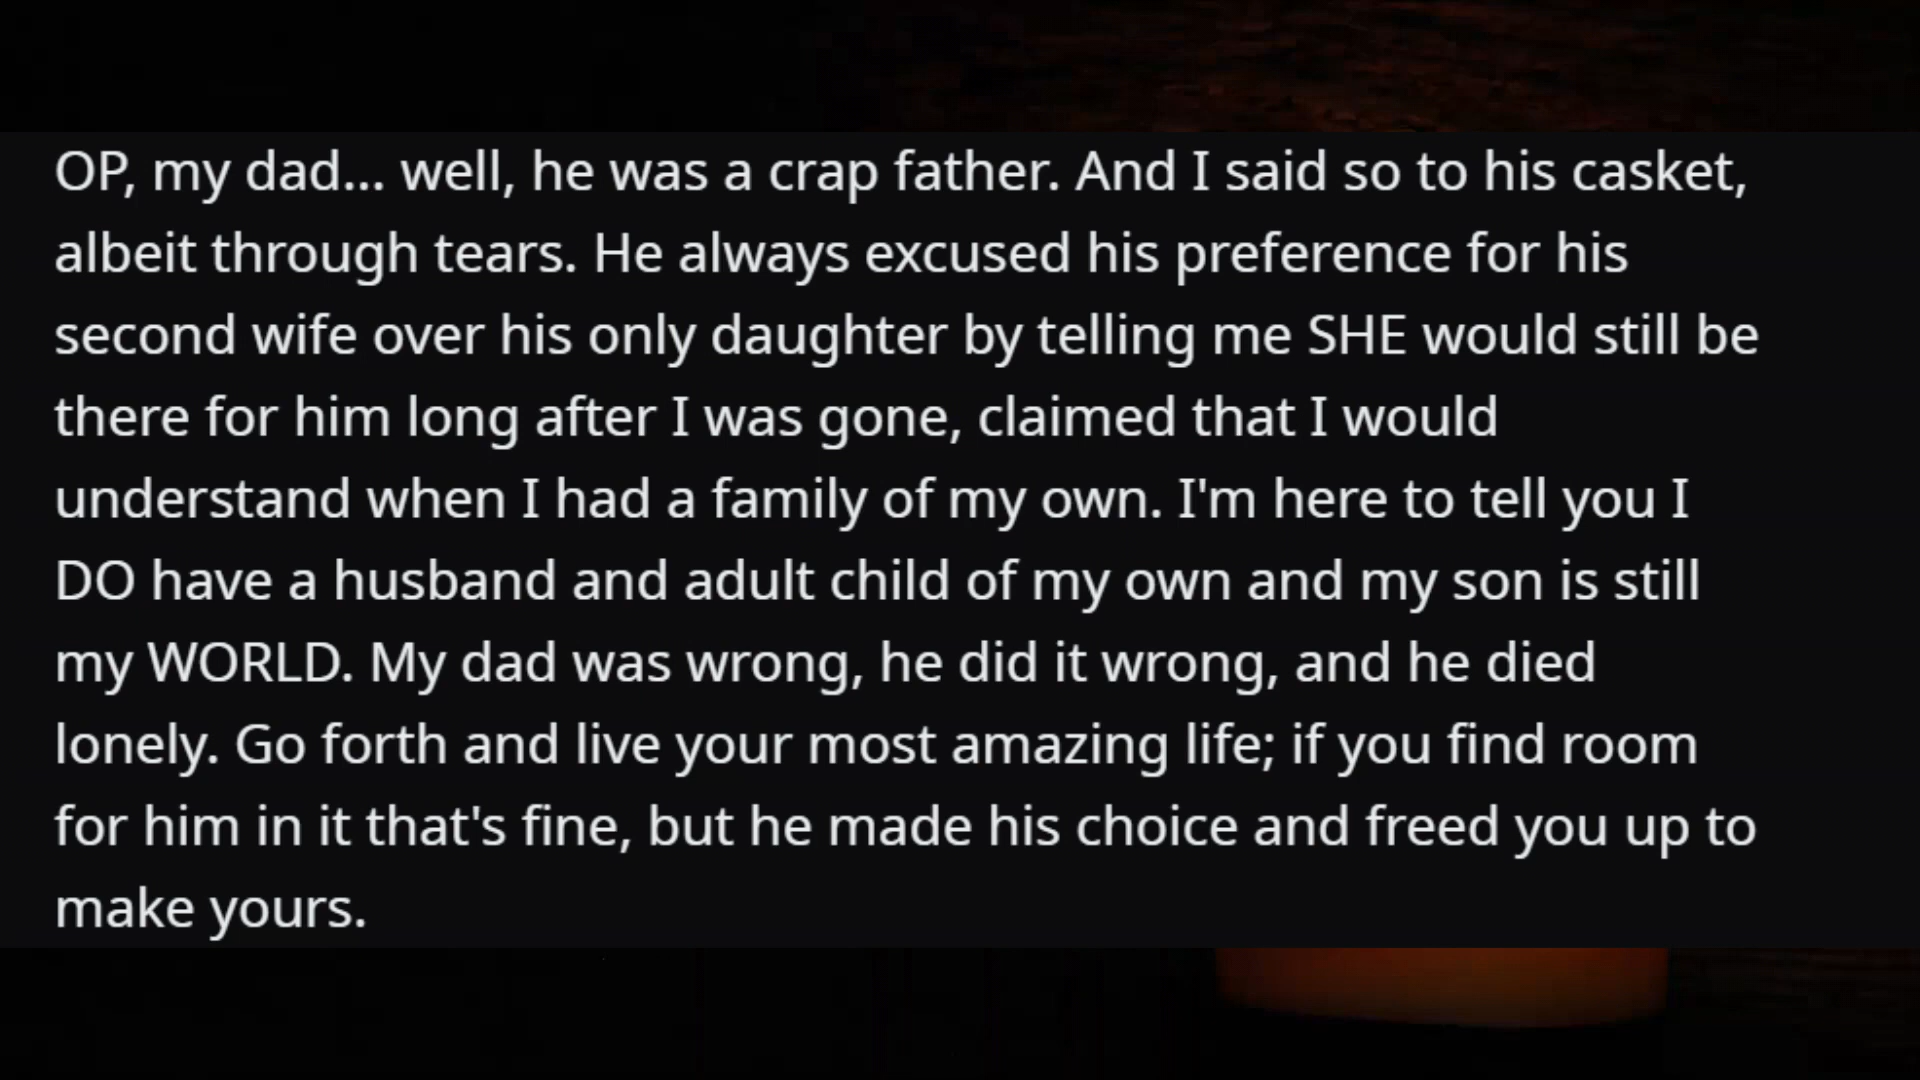 OP, my dad... well, he was a crap father. And I said so to his casket,
albeit through tears. He always excused his preference for his
second wife over his only daughter by telling me SHE would still be
there for him long after I was gone, claimed that I would
understand when I had a family of my own. I'm here to tell you I
DO have a husband and adult child of my own and my son is still
my WORLD. My dad was wrong, he did it wrong, and he died
lonely. Go forth and live your most amazing life; if you find room
for him in it that's fine, but he made his choice and freed you up to
make yours.